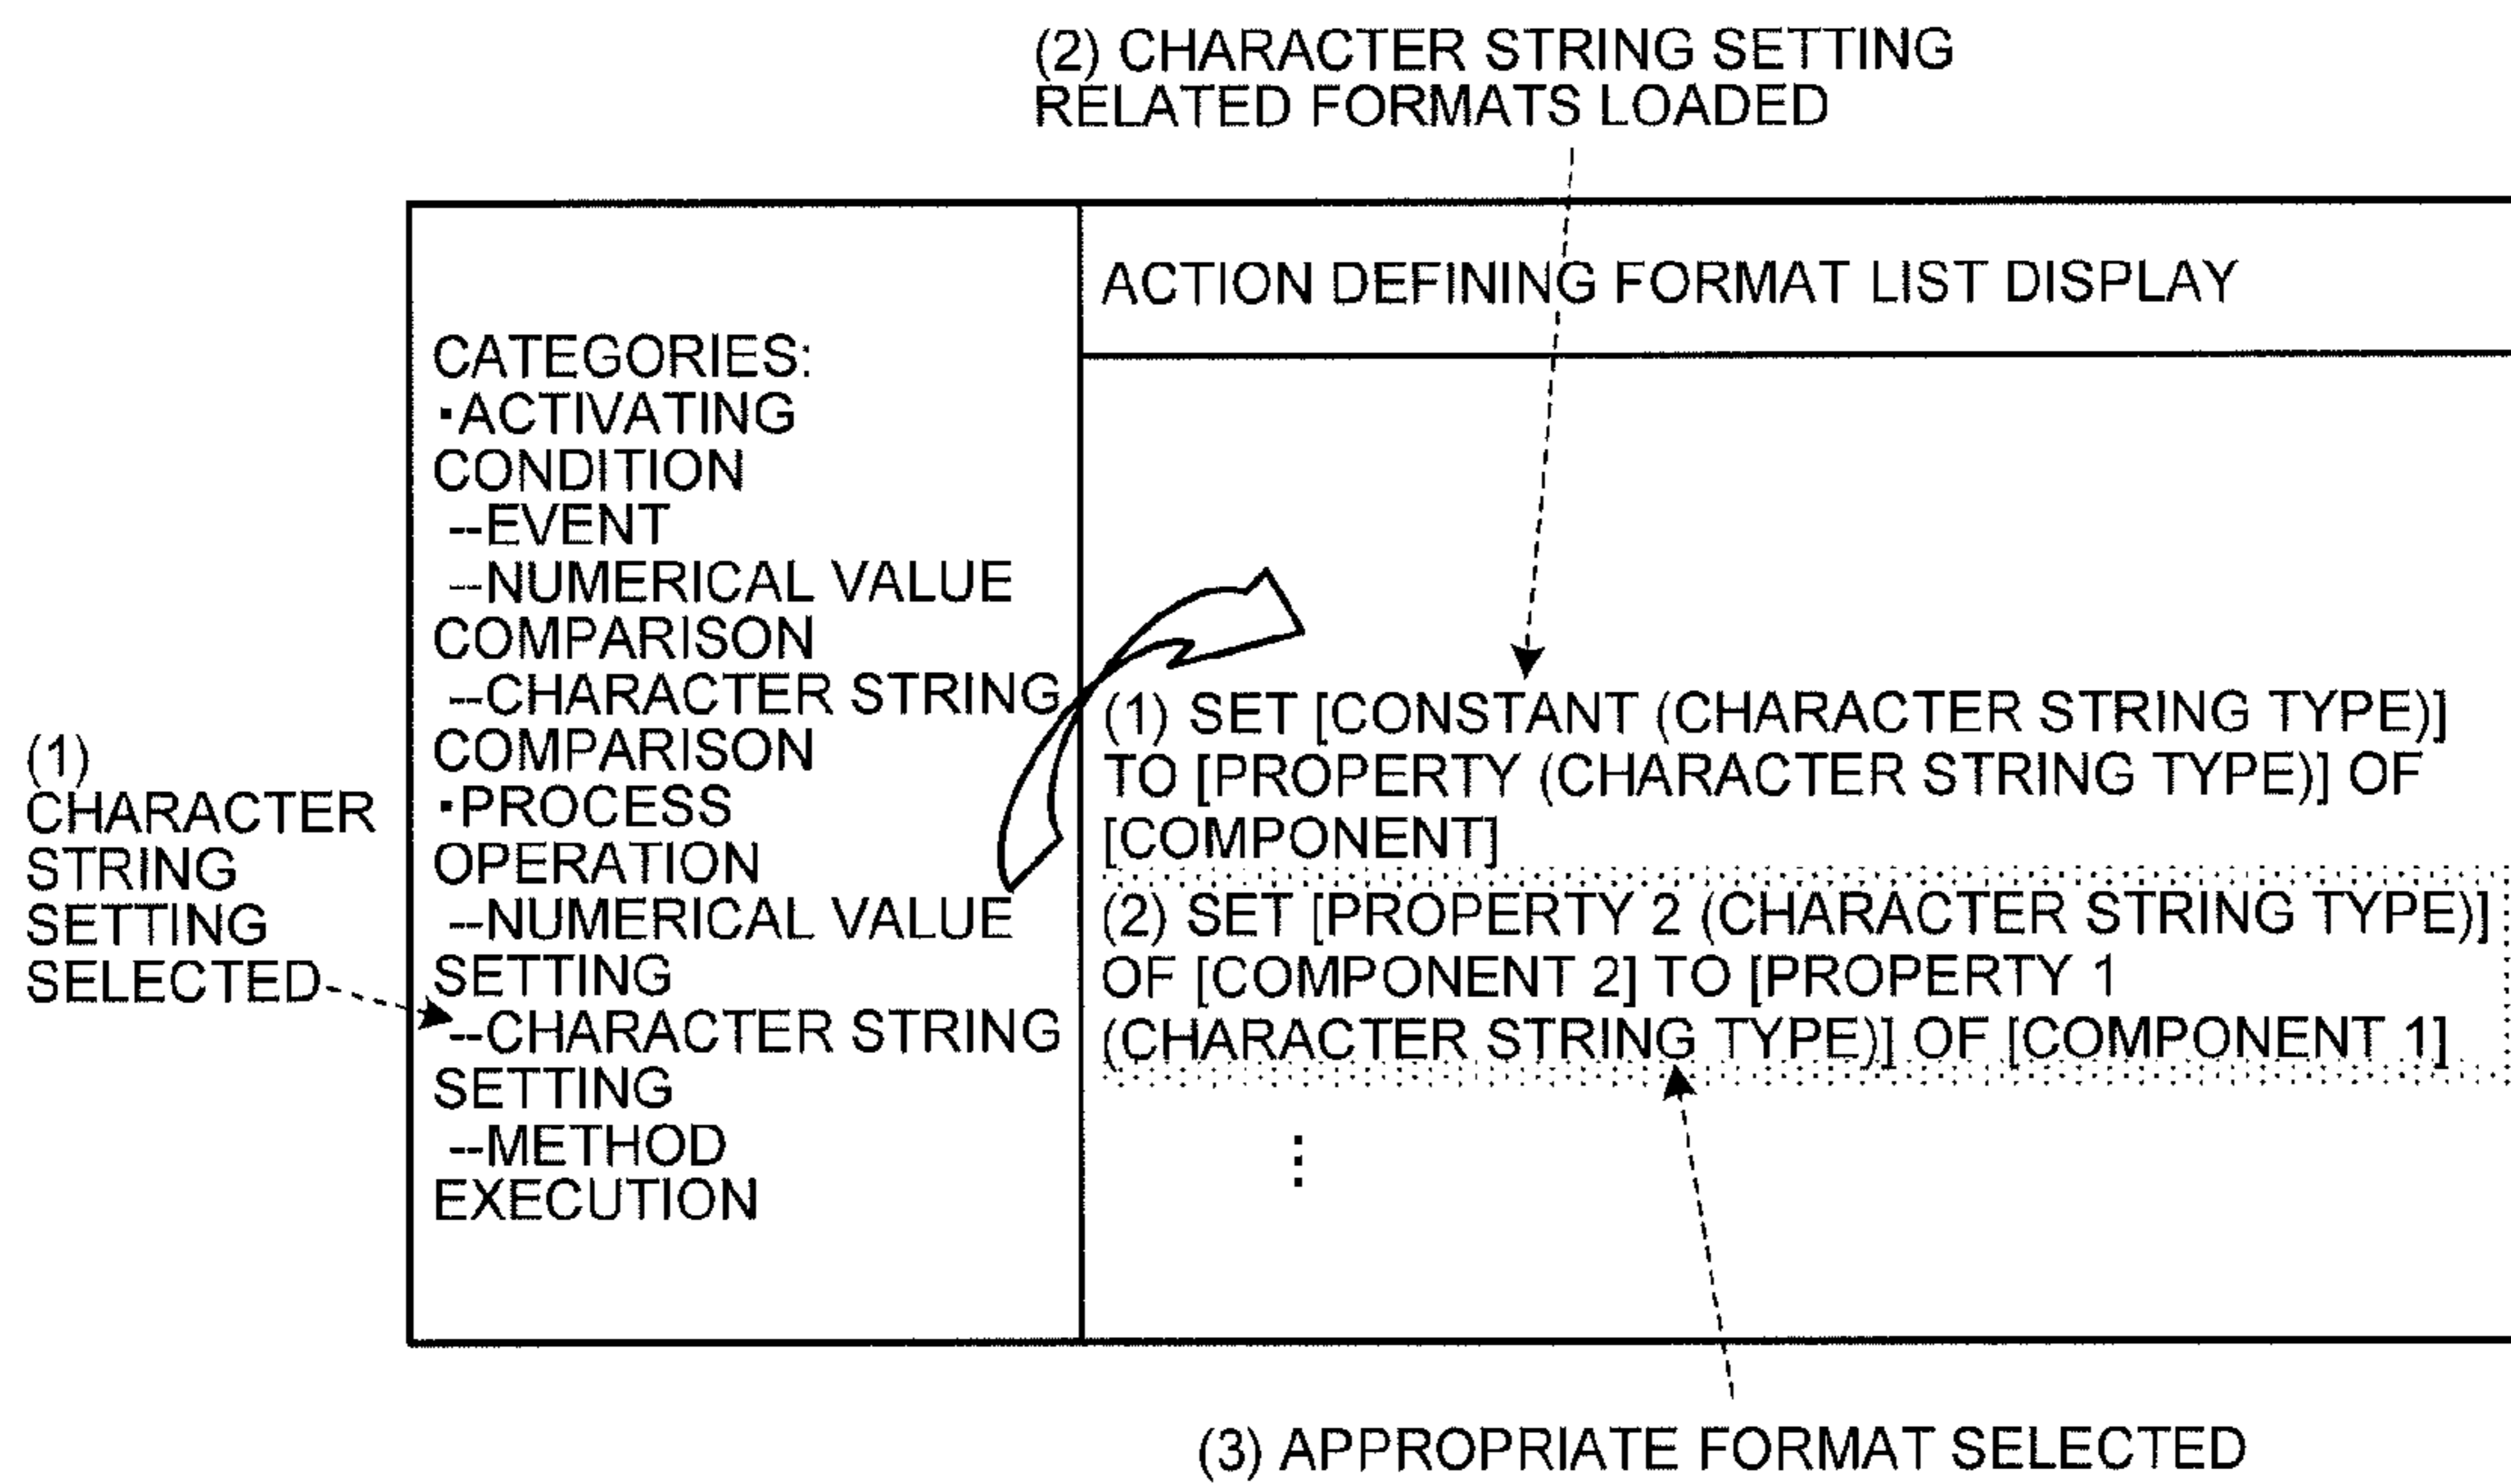 (2) CHARACTER STRING SETTING
RELATED FORMATS LOADED
ACTION DEFINING FORMAT LIST DISPLAY
CATEGORIES:
▪ACTIVATING
CONDITION
--EVENT
--NUMERICAL VALUE
COMPARISON
--CHARACTER STRING
COMPARISON
▪PROCESS
OPERATION
--NUMERICAL VALUE
SETTING
--CHARACTER STRING
SETTING
--METHOD
EXECUTION
(1)
CHARACTER
STRING
SETTING
SELECTED
(1) SET [CONSTANT (CHARACTER STRING TYPE)]
TO [PROPERTY (CHARACTER STRING TYPE)] OF
[COMPONENT]
(2) SET [PROPERTY 2 (CHARACTER STRING TYPE)]
OF [COMPONENT 2] TO [PROPERTY 1
(CHARACTER STRING TYPE)] OF [COMPONENT 1]
⋮
(3) APPROPRIATE FORMAT SELECTED